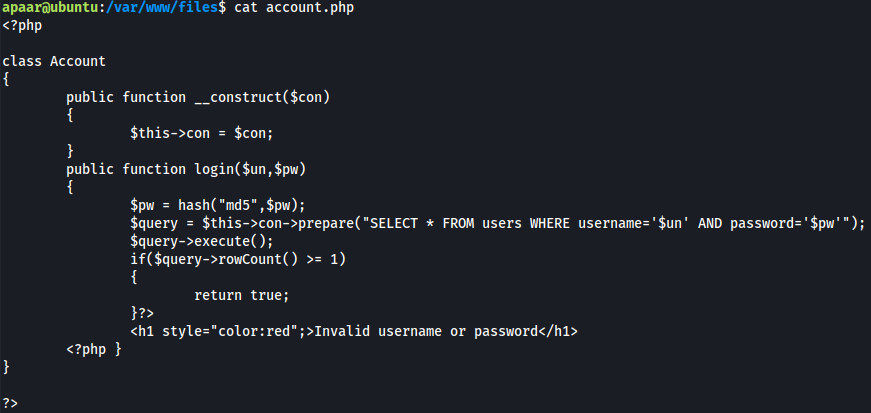 apaar@ubuntu:/var/www/files$ cat account.php
<?php

class Account
{
        public function __construct($con)
        {
                $this->con = $con;
        }
        public function login($un,$pw)
        {
                $pw = hash("md5",$pw);
                $query = $this->con->prepare("SELECT * FROM users WHERE username='$un' AND password='$pw'");
                $query->execute();
                if($query->rowCount() >= 1)
                {
                        return true;
                }?>
                <h1 style="color:red";>Invalid username or password</h1>
        <?php }
}

?>